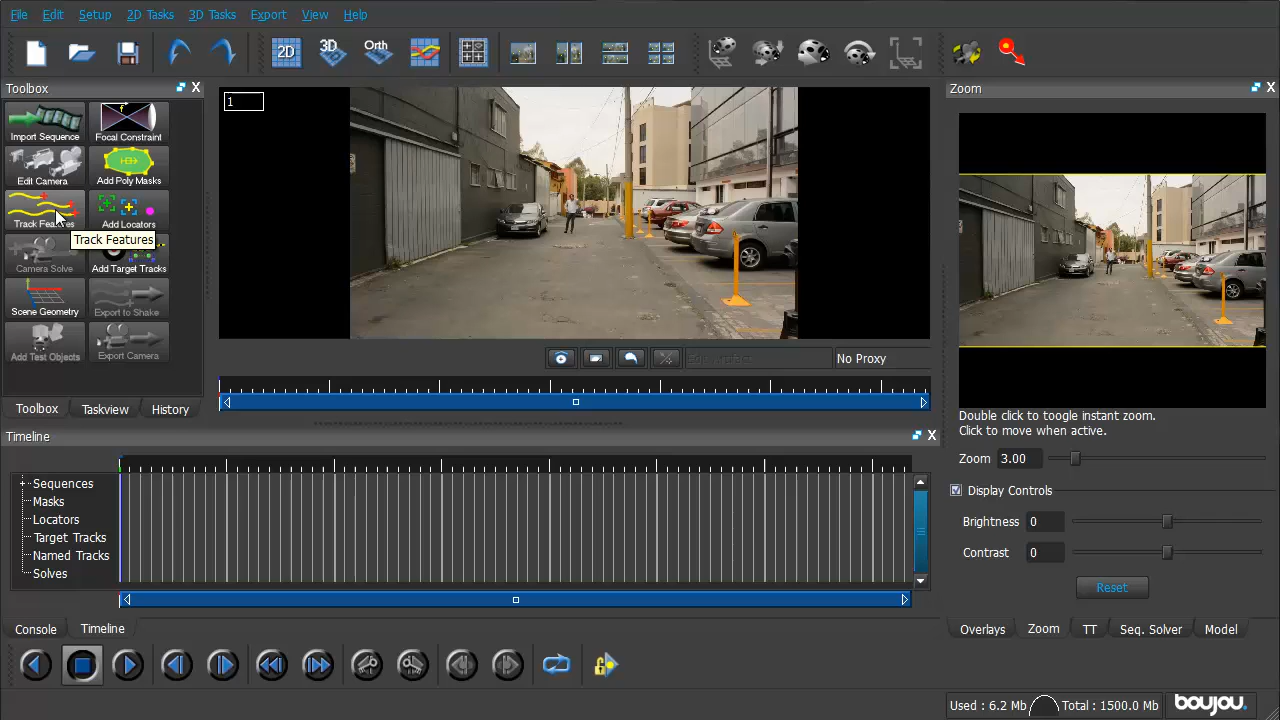 File Edit Setup 2D Tasks 3D Tasks Export View Help
2D 3D Orth
Toolbox
Zoom
Import Sequence
Focal Constraint
Edit Camera
Add Poly Masks
Track Features
Add Locators
Track Features
Camera Solve
Add Target Tracks
Scene Geometry
Export to Shake
Add Test Objects
Export Camera
Toolbox Taskview History
1
No Proxy
Double click to toogle instant zoom.
Click to move when active.
Zoom 3.00
Display Controls
Brightness 0
Contrast 0
Reset
Timeline
Sequences
Masks
Locators
Target Tracks
Named Tracks
Solves
Console Timeline
Overlays Zoom TT Seq. Solver Model
Used : 6.2 Mb Total : 1500.0 Mb
boujou.